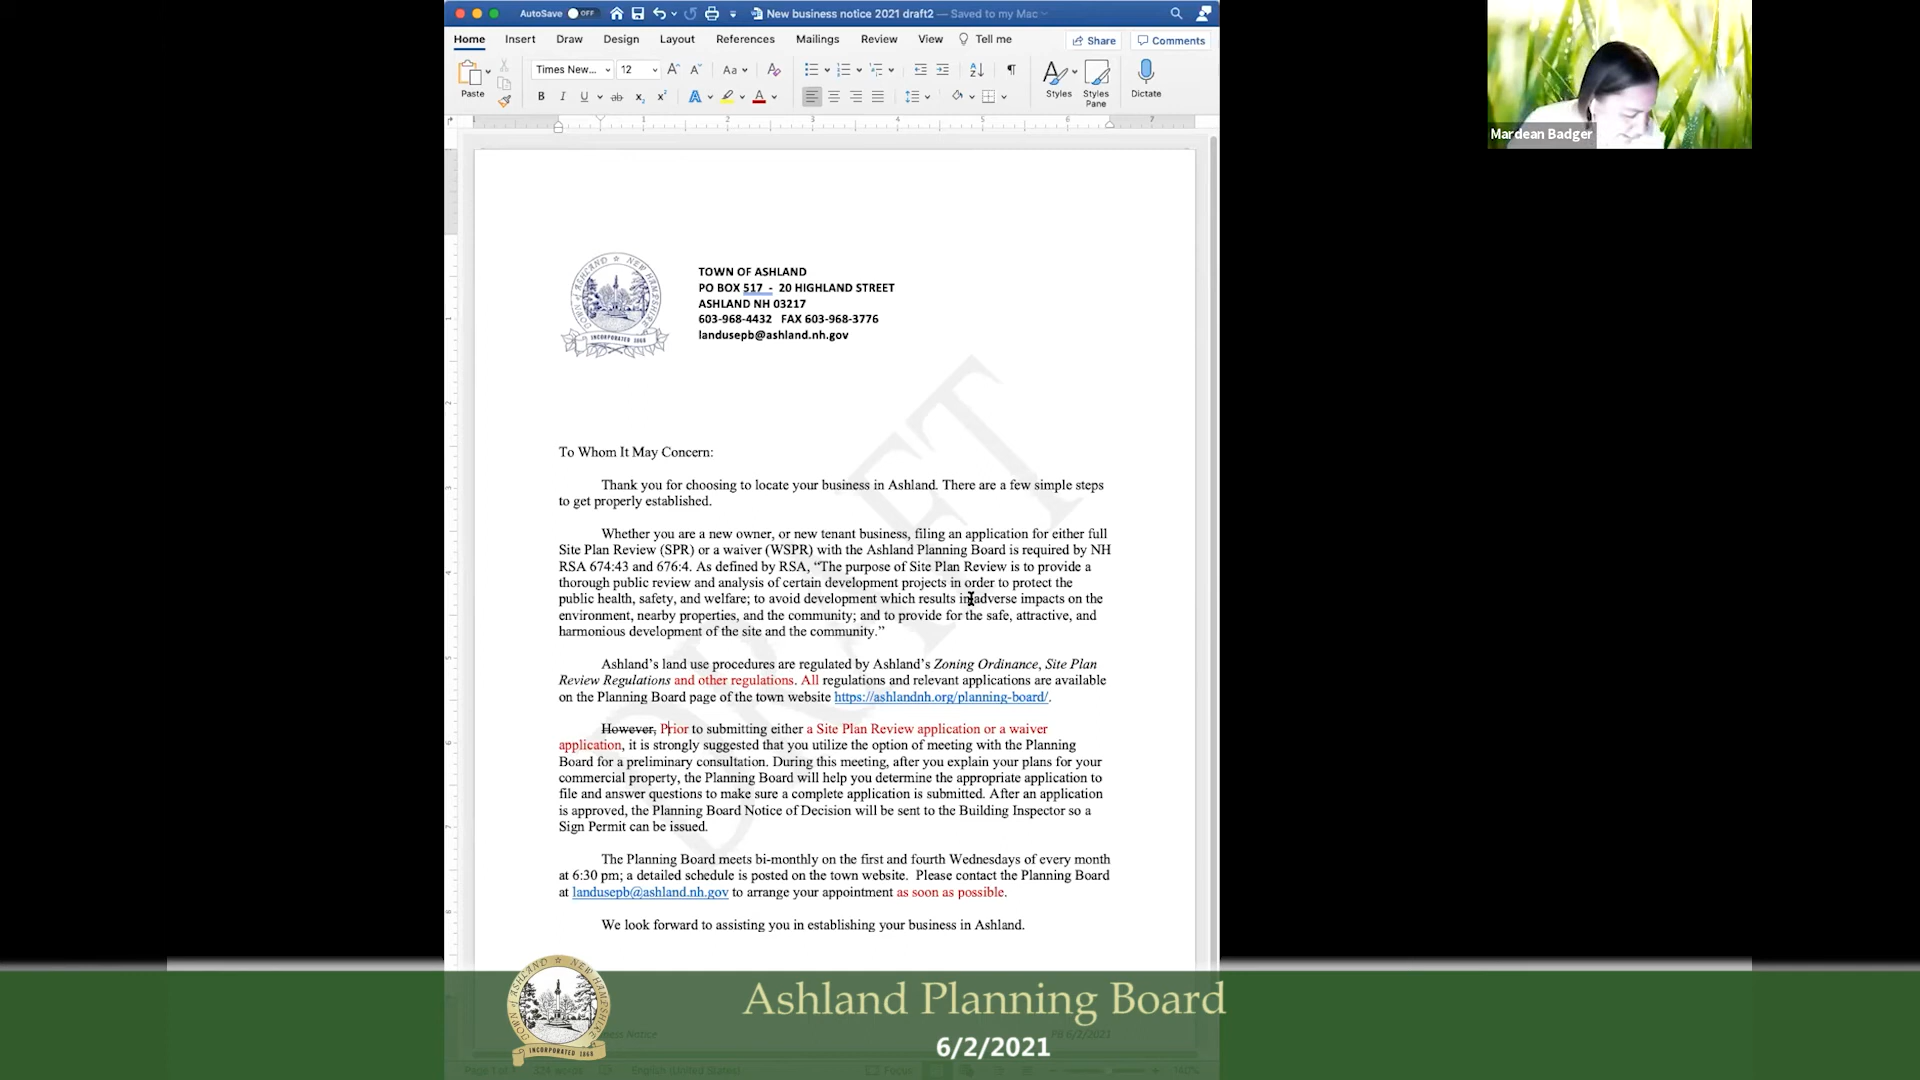 AutoSave OFF New business notice 2021 draft2 — Saved to my Mac
Home Insert Draw Design Layout References Mailings Review View Tell me Share Comments
Paste Times New... 12 Aa Styles Styles Pane Dictate
TOWN OF ASHLAND
PO BOX 517 - 20 HIGHLAND STREET
ASHLAND NH 03217
603-968-4432 FAX 603-968-3776
landusepb@ashland.nh.gov
TOWN OF ASHLAND NEW HAMPSHIRE
INCORPORATED 1868
DRAFT
To Whom It May Concern:
Thank you for choosing to locate your business in Ashland. There are a few simple steps
to get properly established.
Whether you are a new owner, or new tenant business, filing an application for either full
Site Plan Review (SPR) or a waiver (WSPR) with the Ashland Planning Board is required by NH
RSA 674:43 and 676:4. As defined by RSA, “The purpose of Site Plan Review is to provide a
thorough public review and analysis of certain development projects in order to protect the
public health, safety, and welfare; to avoid development which results in adverse impacts on the
environment, nearby properties, and the community; and to provide for the safe, attractive, and
harmonious development of the site and the community.”
Ashland’s land use procedures are regulated by Ashland’s Zoning Ordinance, Site Plan
Review Regulations and other regulations. All regulations and relevant applications are available
on the Planning Board page of the town website https://ashlandnh.org/planning-board/.
However, Prior to submitting either a Site Plan Review application or a waiver
application, it is strongly suggested that you utilize the option of meeting with the Planning
Board for a preliminary consultation. During this meeting, after you explain your plans for your
commercial property, the Planning Board will help you determine the appropriate application to
file and answer questions to make sure a complete application is submitted. After an application
is approved, the Planning Board Notice of Decision will be sent to the Building Inspector so a
Sign Permit can be issued.
The Planning Board meets bi-monthly on the first and fourth Wednesdays of every month
at 6:30 pm; a detailed schedule is posted on the town website. Please contact the Planning Board
at landusepb@ashland.nh.gov to arrange your appointment as soon as possible.
We look forward to assisting you in establishing your business in Ashland.
Mardean Badger
Ashland Planning Board
6/2/2021
PB 6/2/2021
English (United States) Focus